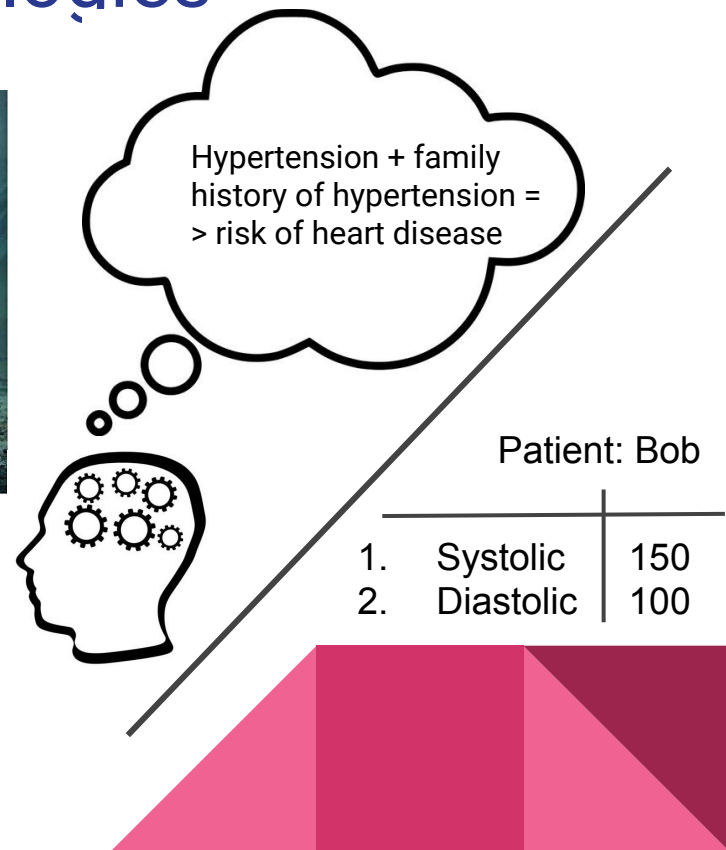 Hypertension + family
history of hypertension =
> risk of heart disease
Patient: Bob
1. Systolic 150
2. Diastolic 100